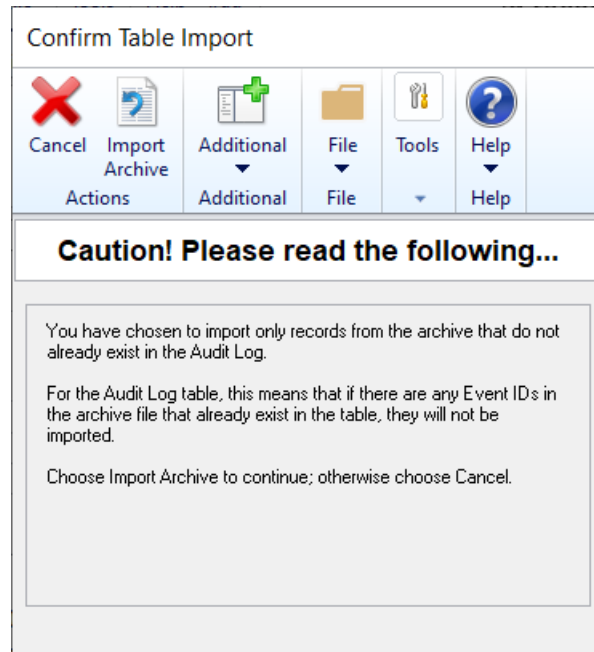 Confirm Table Import
Cancel Import Archive Additional File Tools Help
Actions Additional File Help
Caution! Please read the following...
You have chosen to import only records from the archive that do not
already exist in the Audit Log.
For the Audit Log table, this means that if there are any Event IDs in
the archive file that already exist in the table, they will not be
imported.
Choose Import Archive to continue; otherwise choose Cancel.